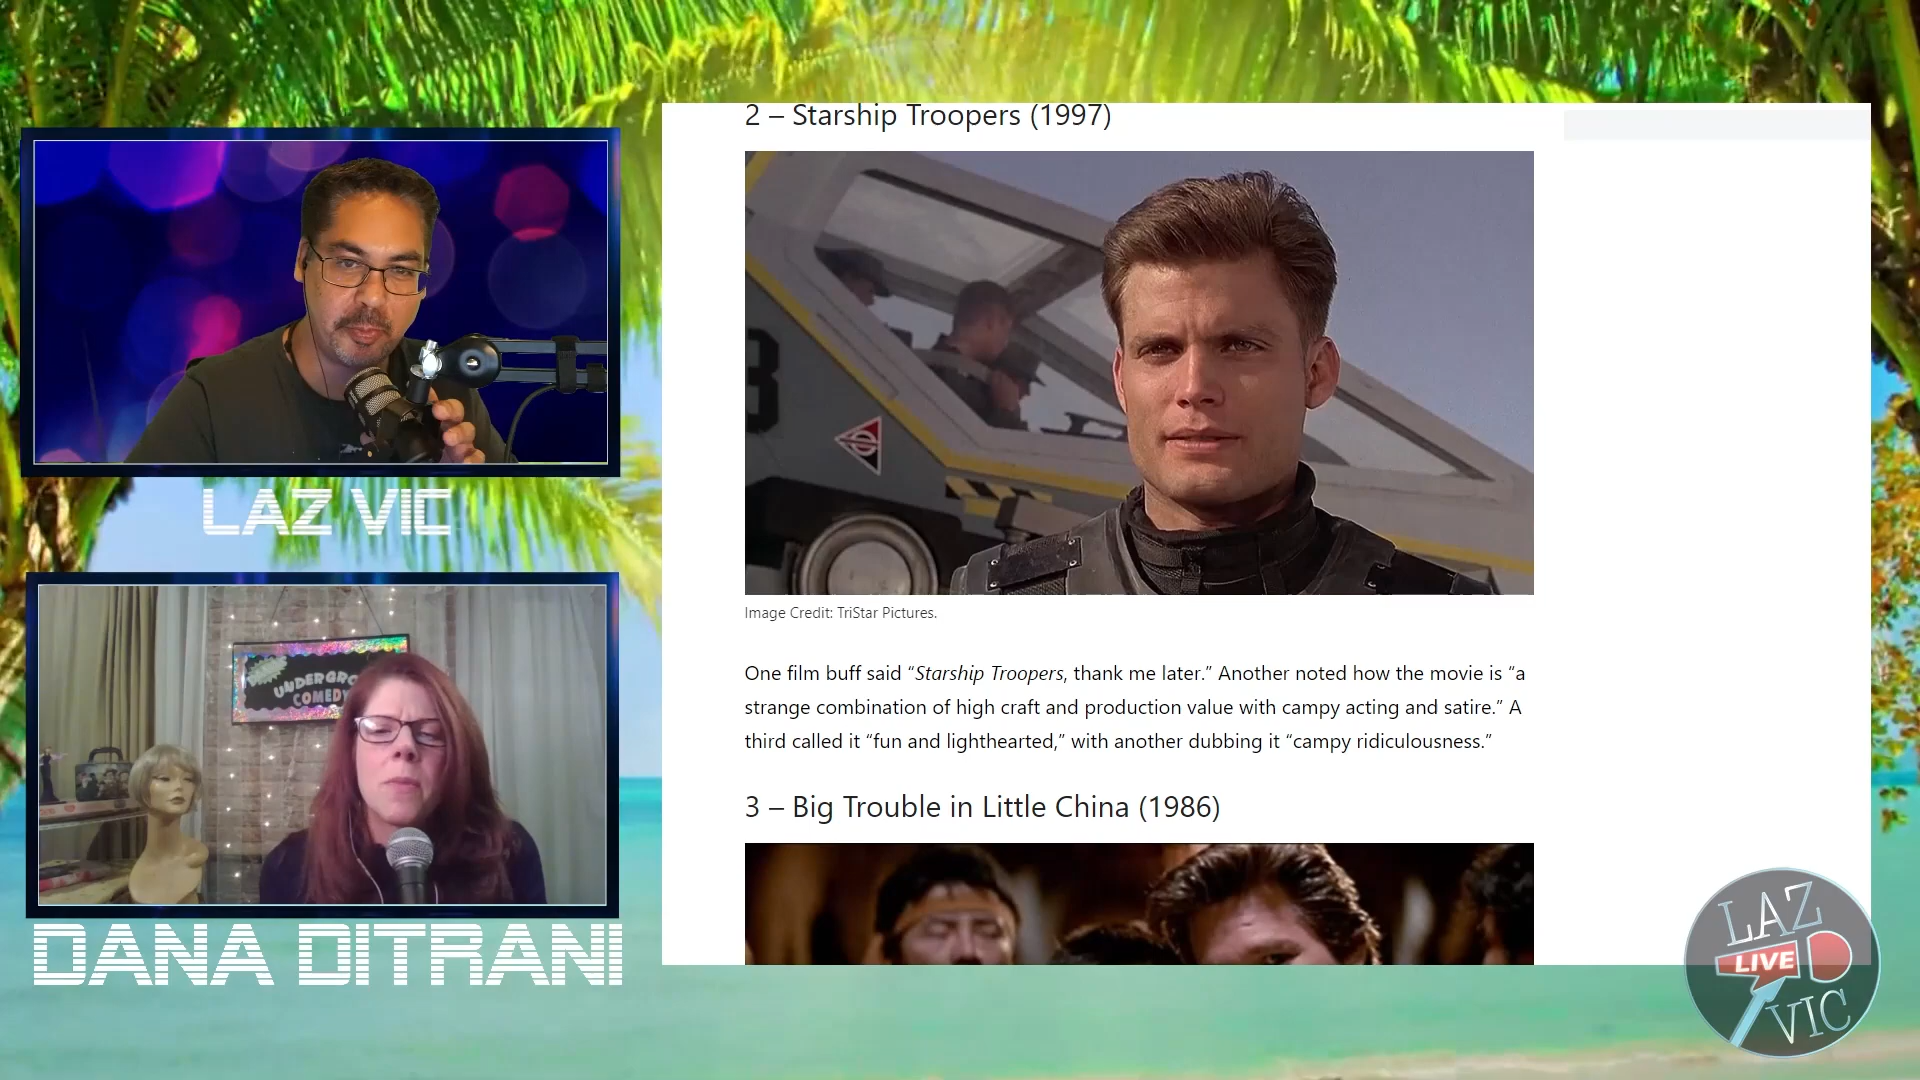 2 – Starship Troopers (1997)
Image Credit: TriStar Pictures.
One film buff said “Starship Troopers, thank me later.” Another noted how the movie is “a
strange combination of high craft and production value with campy acting and satire.” A
third called it “fun and lighthearted,” with another dubbing it “campy ridiculousness.”
3 – Big Trouble in Little China (1986)
LAZ VIC
COMEDY
DANA DITRANI
LAZ
LIVE
VIC